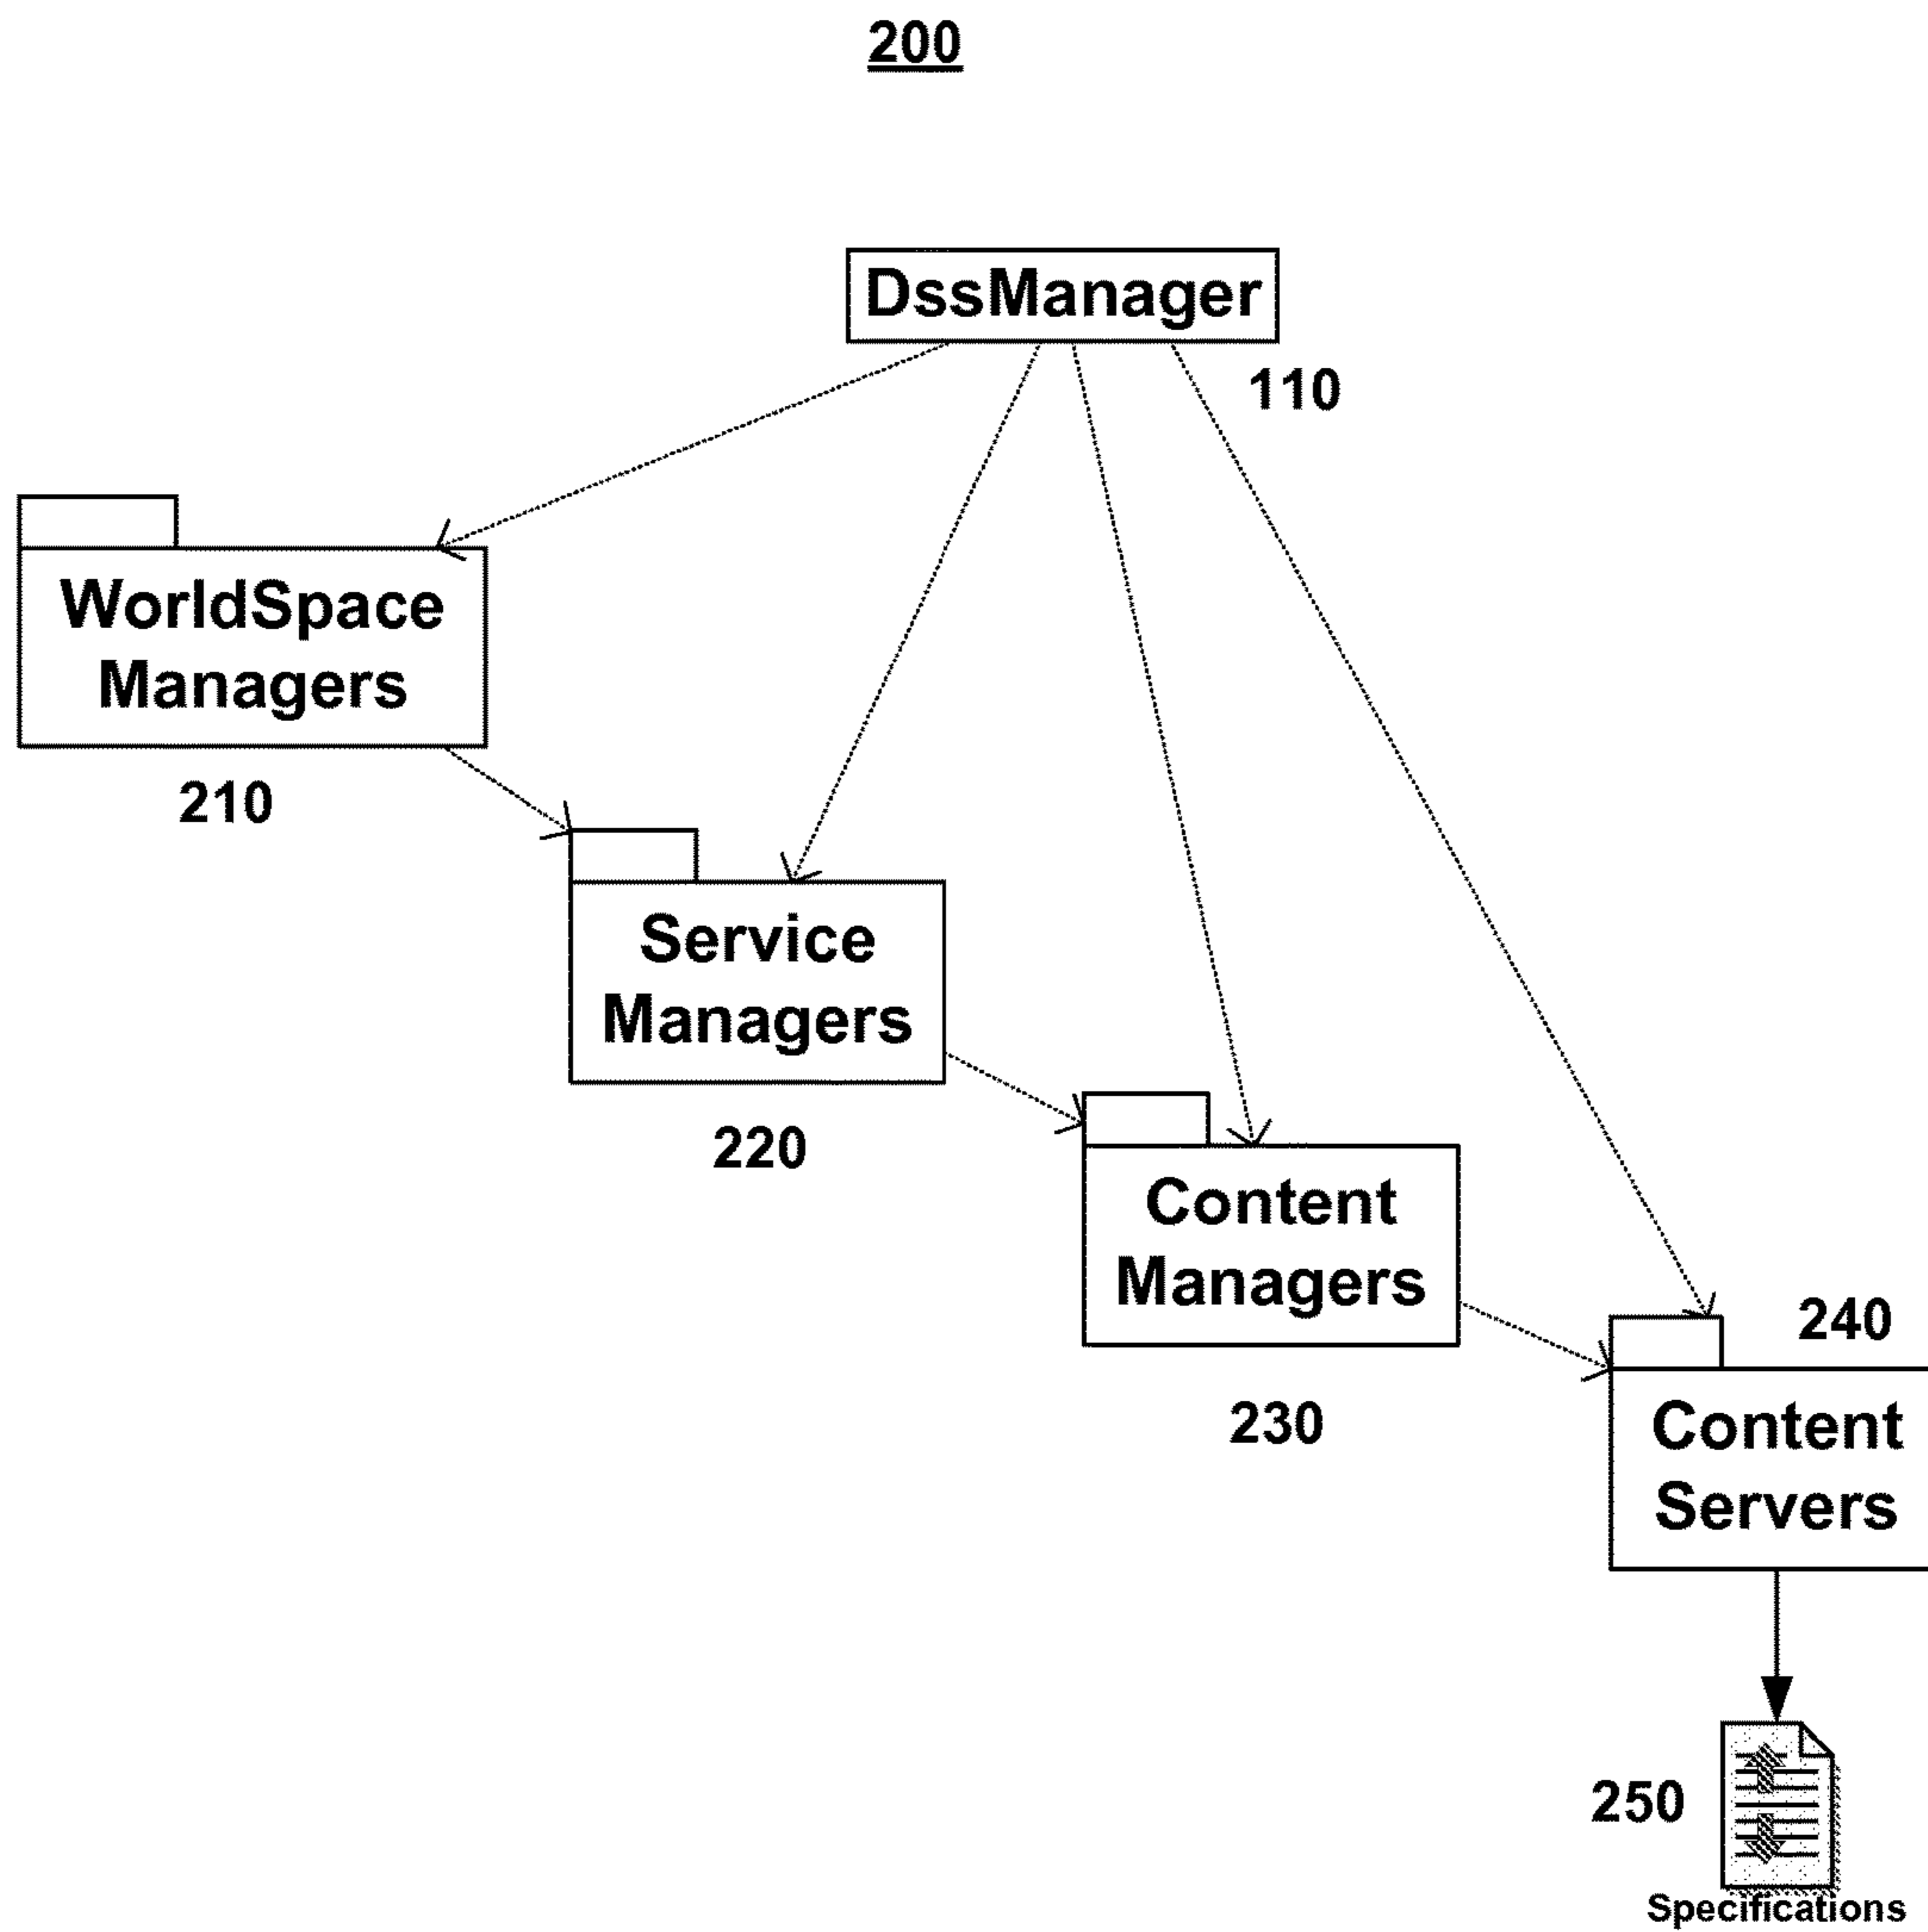 200
DssManager
110
WorldSpace
Managers
210
Service
Managers
220
Content
Managers
230
240
Content
Servers
250
Specifications